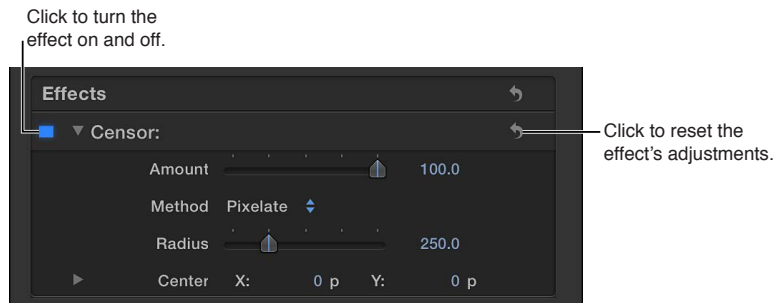 Click to turn the
effect on and off.
Effects
Censor:
Click to reset the
effect's adjustments.
Amount 100.0
Method Pixelate
Radius 250.0
Center X: 0 p Y: 0 p